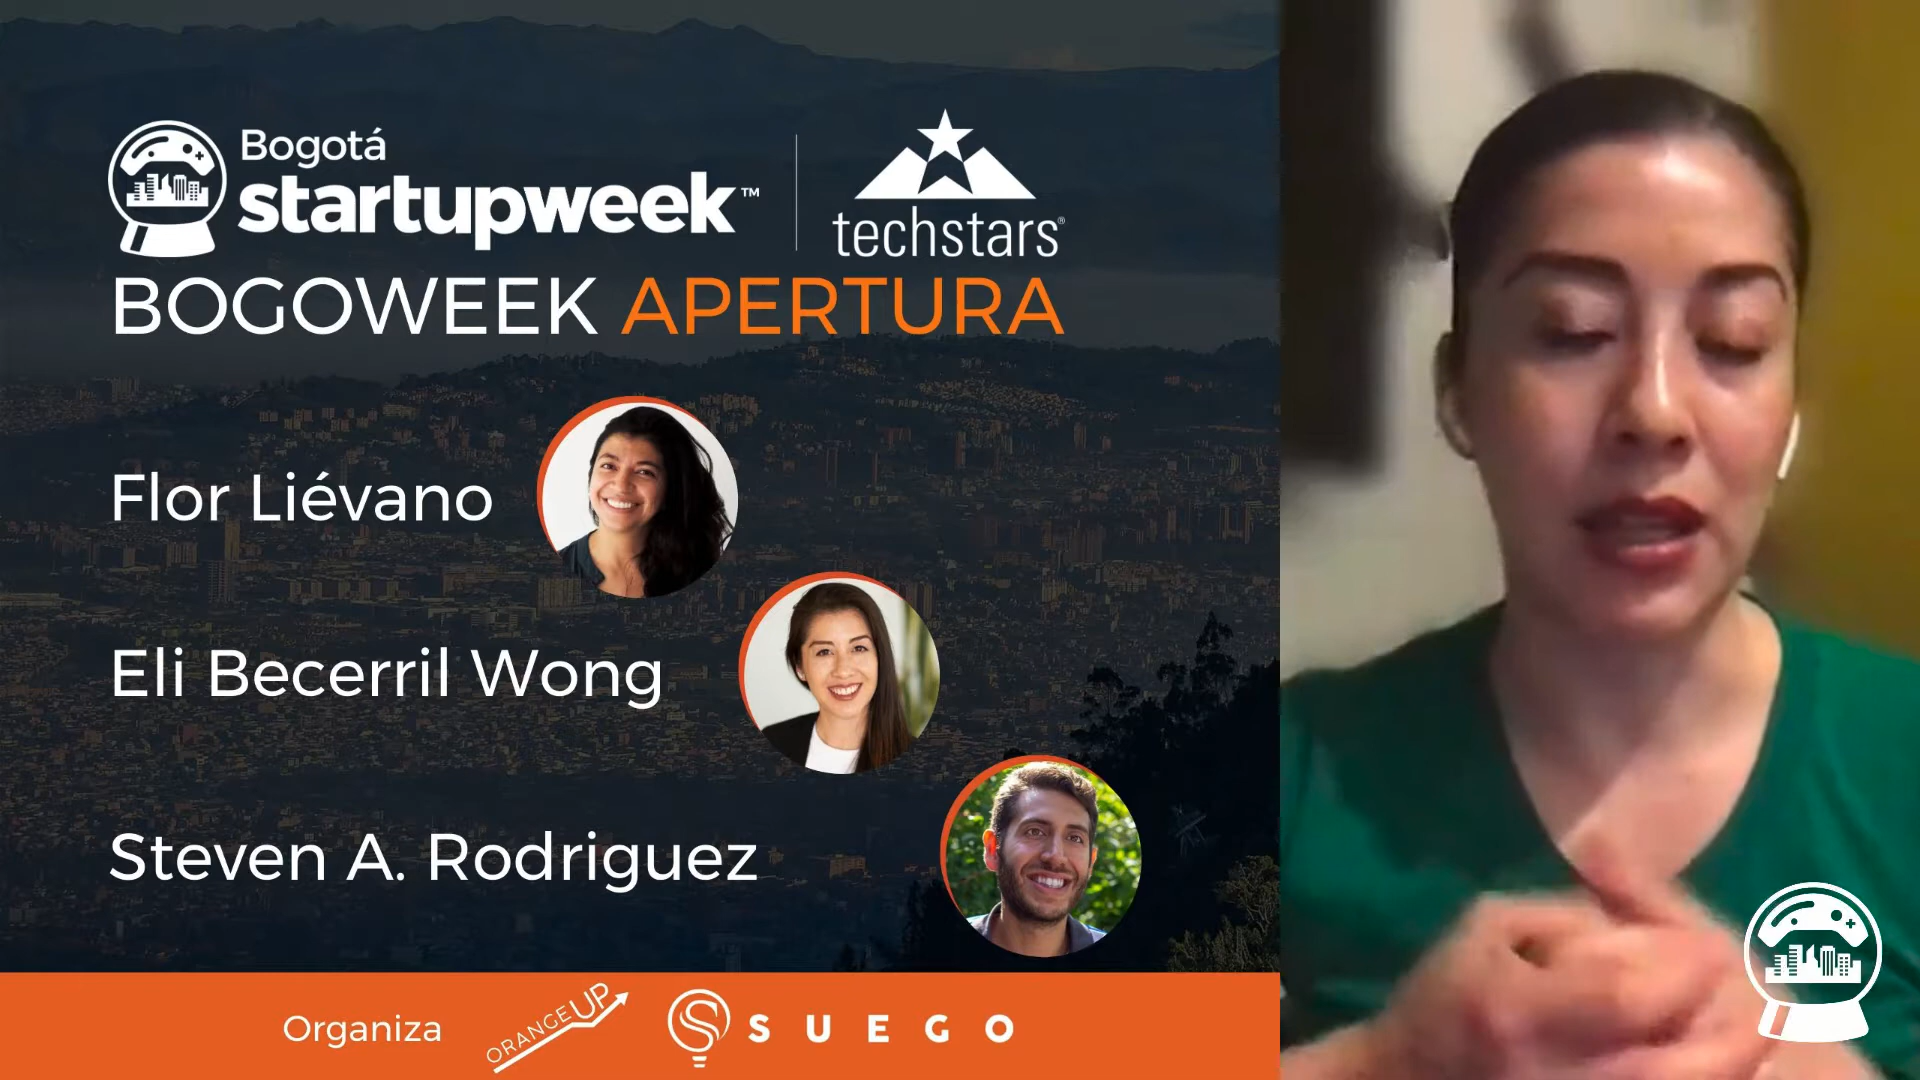 Bogotá
startupweek™
techstars®
BOGOWEEK APERTURA
Flor Liévano
Eli Becerril Wong
Steven A. Rodriguez
Organiza
ORANGEUP
SUEGO